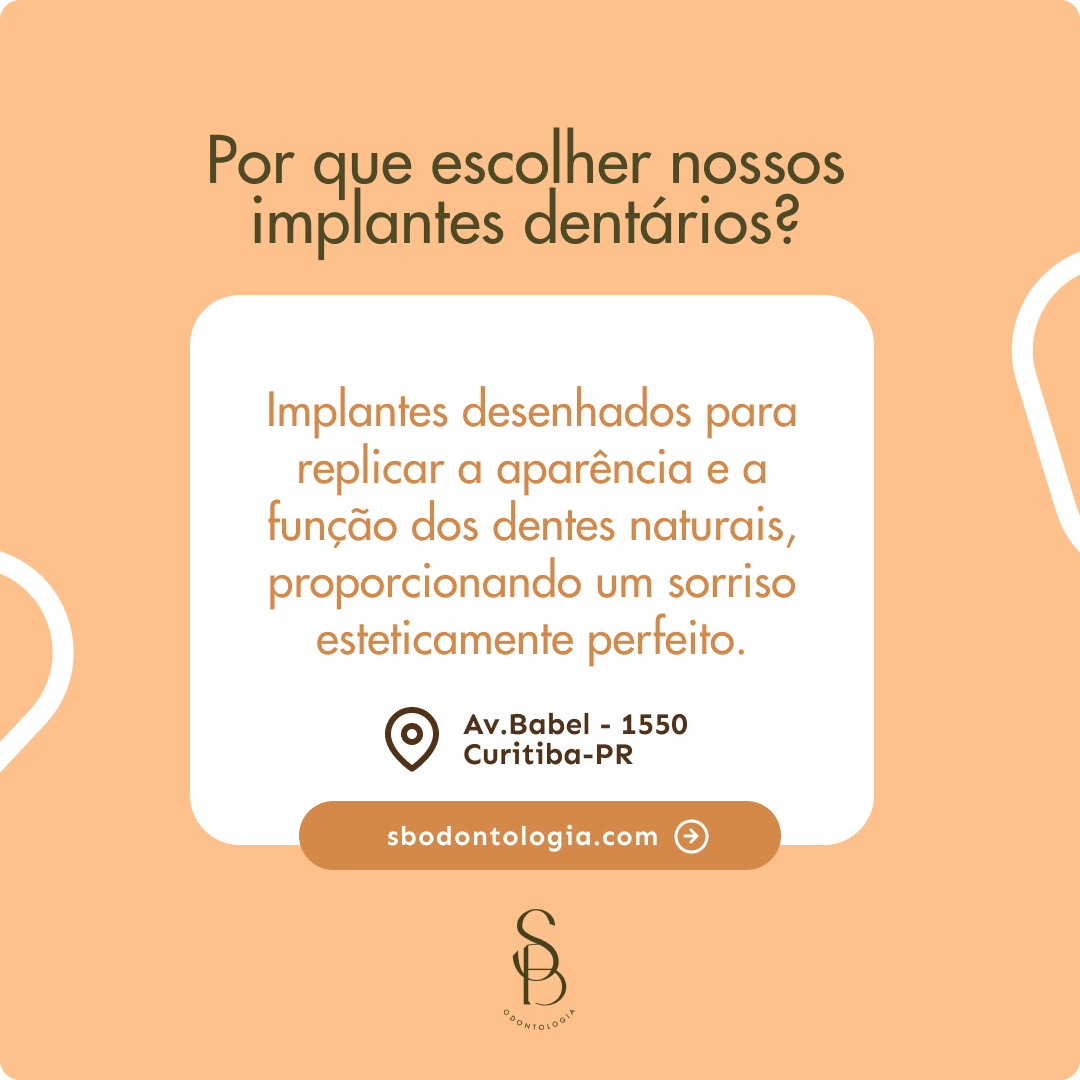 Por que escolher nossos
implantes dentários?
Implantes desenhados para
replicar a aparência e a
função dos dentes naturais,
proporcionando um sorriso
esteticamente perfeito.
Av.Babel - 1550
Curitiba-PR
sbodontologia.com
SB
ODONTOLOGIA